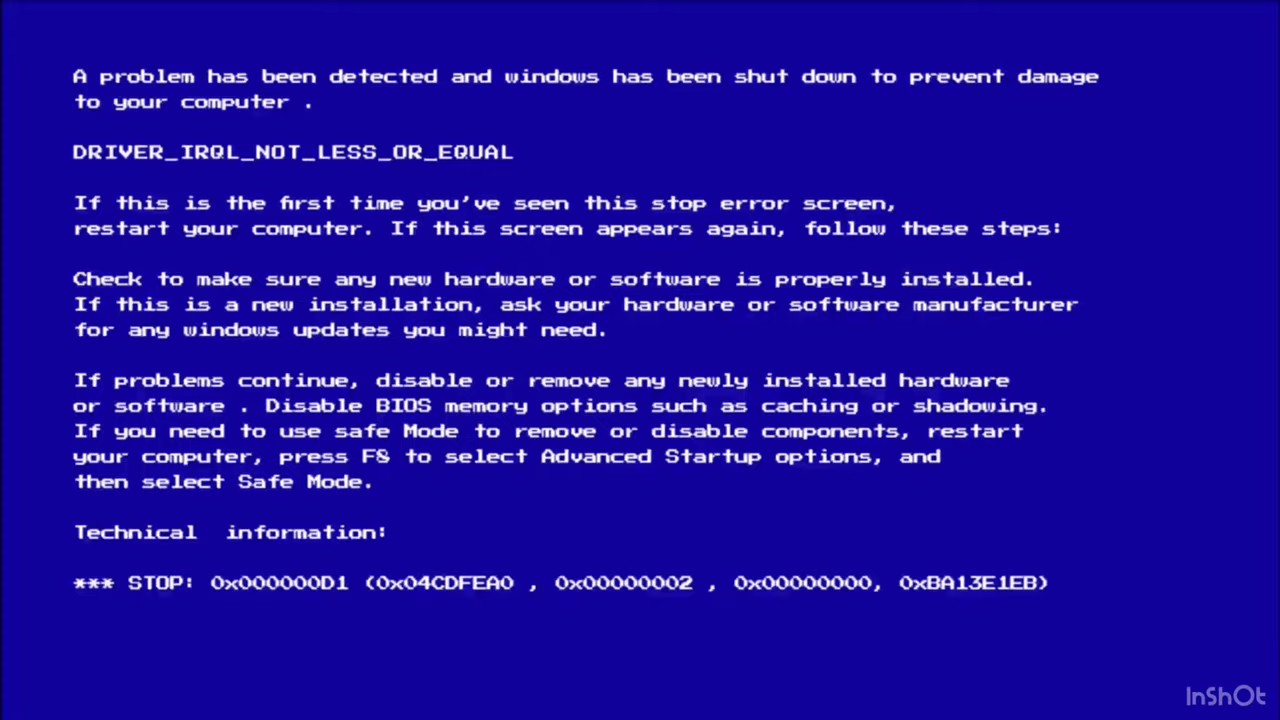 A problem has been detected and windows has been shut down to prevent damage
to your computer .
DRIVER_IRQL_NOT_LESS_OR_EQUAL
If this is the first time you've seen this stop error screen,
restart your computer. If this screen appears again, follow these steps:
Check to make sure any new hardware or software is properly installed.
If this is a new installation, ask your hardware or software manufacturer
for any windows updates you might need.
If problems continue, disable or remove any newly installed hardware
or software . Disable BIOS memory options such as caching or shadowing.
If you need to use safe Mode to remove or disable components, restart
your computer, press F8 to select Advanced Startup options, and
then select Safe Mode.
Technical  information:
*** STOP: 0x000000D1 (0x04CDFEA0 , 0x00000002 , 0x00000000, 0xBA13E1EB)
InShOt